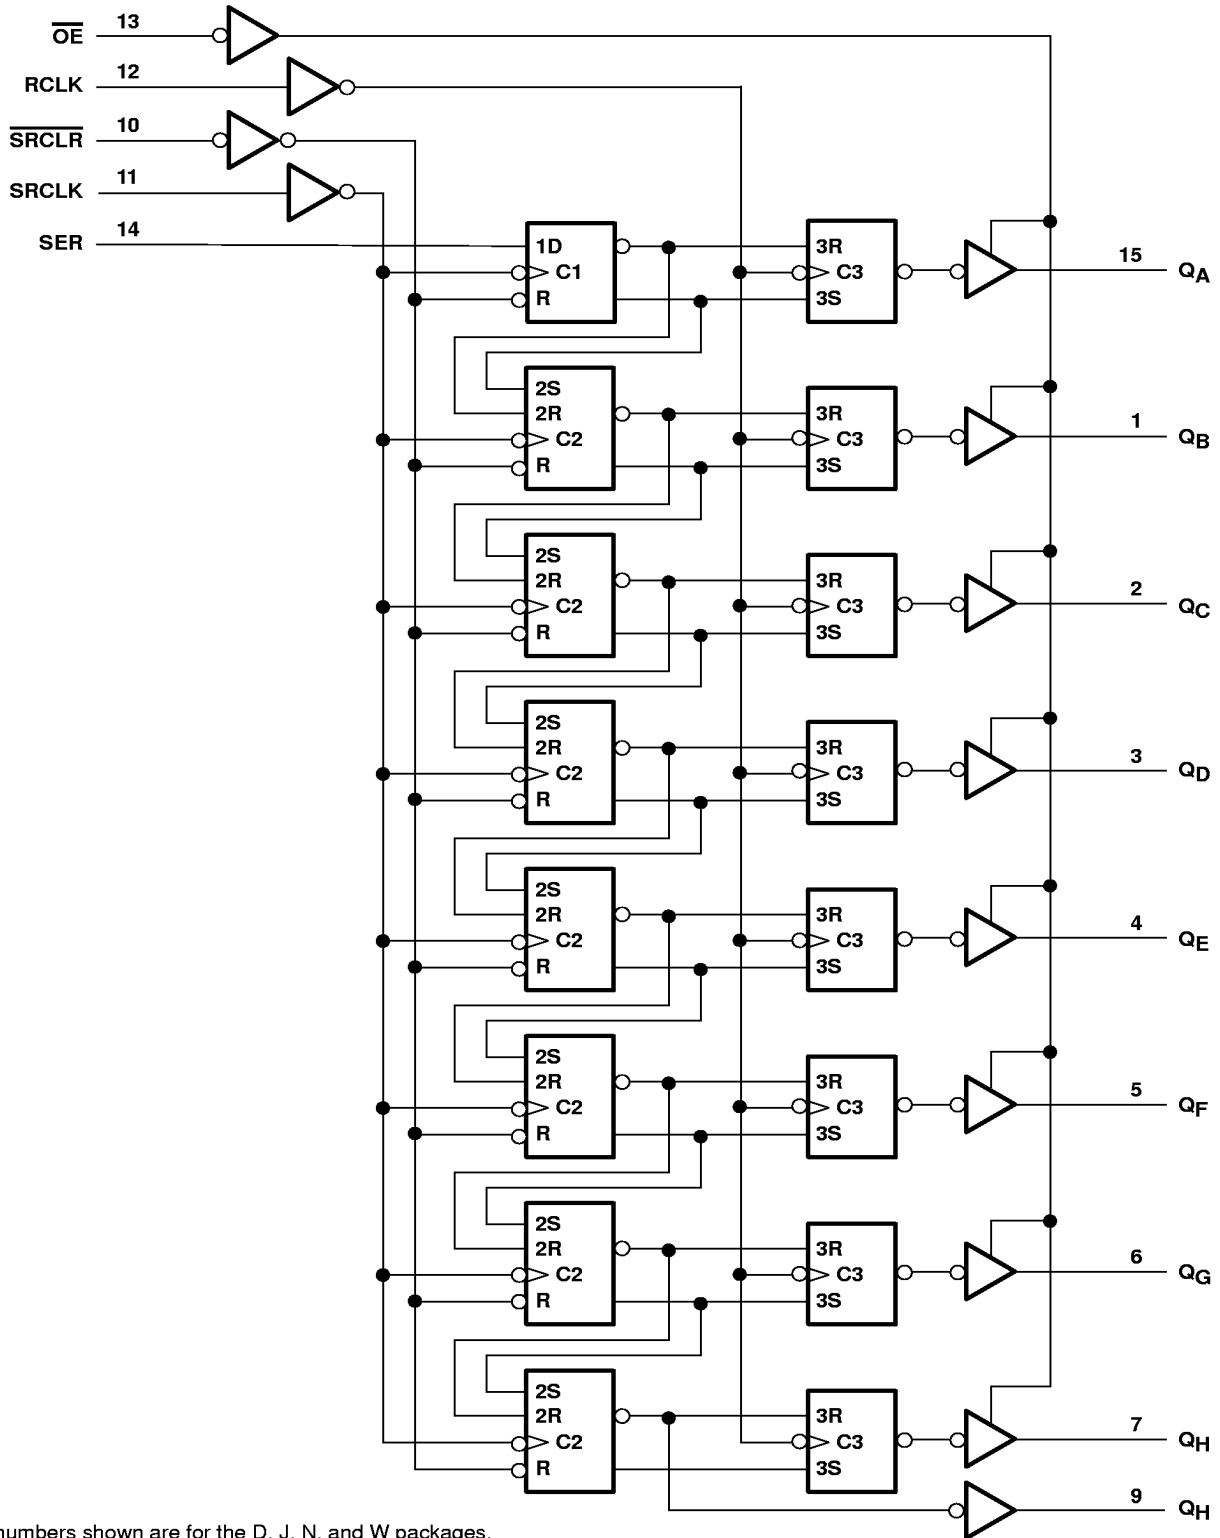 OE 13
RCLK 12
SRCLR 10
SRCLK 11
SER 14
1D 3R
C1 C3 15 QA
R 3S
2S
2R 3R
C2 C3 1 QB
R 3S
2S
2R 3R
C2 C3 2 QC
R 3S
2S
2R 3R
C2 C3 3 QD
R 3S
2S
2R 3R
C2 C3 4 QE
R 3S
2S
2R 3R
C2 C3 5 QF
R 3S
2S
2R 3R
C2 C3 6 QG
R 3S
2S
2R 3R
C2 C3 7 QH
R 3S
9 QH
numbers shown are for the D, J, N, and W packages.